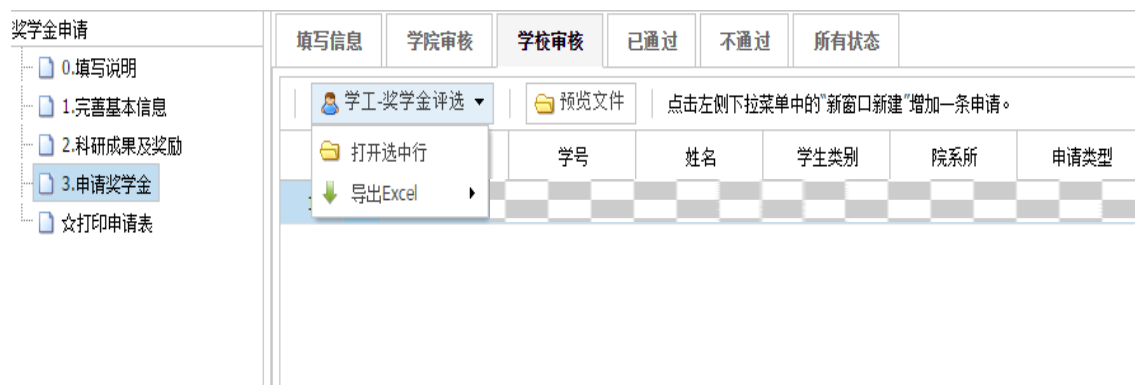 奖学金申请
0.填写说明
1.完善基本信息
2.科研成果及奖励
3.申请奖学金
☆打印申请表
填写信息 学院审核 学校审核 已通过 不通过 所有状态
学工-奖学金评选 预览文件 点击左侧下拉菜单中的"新窗口新建"增加一条申请。
打开选中行
导出Excel
学号 姓名 学生类别 院系所 申请类型